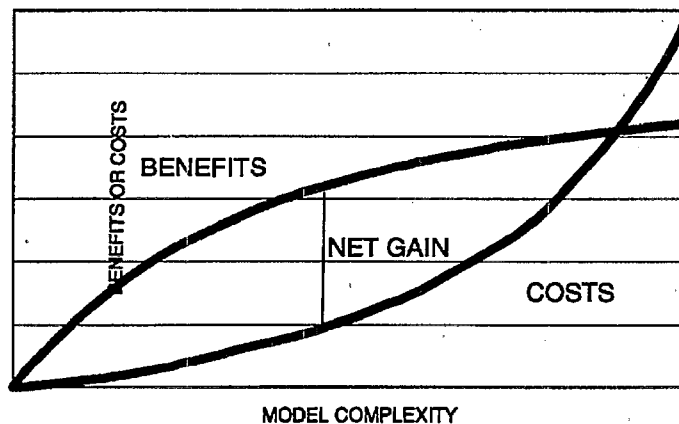 BENEFITS OR COSTS
BENEFITS
NET GAIN
COSTS
MODEL COMPLEXITY